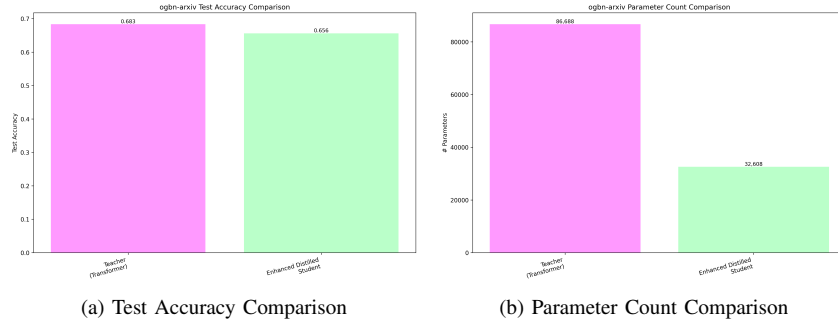 ogbn-arxiv Test Accuracy Comparison
0.7
0.6
0.5
0.4
0.3
0.2
0.1
0.0
Test Accuracy
0.683
0.656
Teacher
(Transformer)
Enhanced Distilled
Student
(a) Test Accuracy Comparison
ogbn-arxiv Parameter Count Comparison
80000
60000
40000
20000
0
# Parameters
86,688
32,608
Teacher
(Transformer)
Enhanced Distilled
Student
(b) Parameter Count Comparison